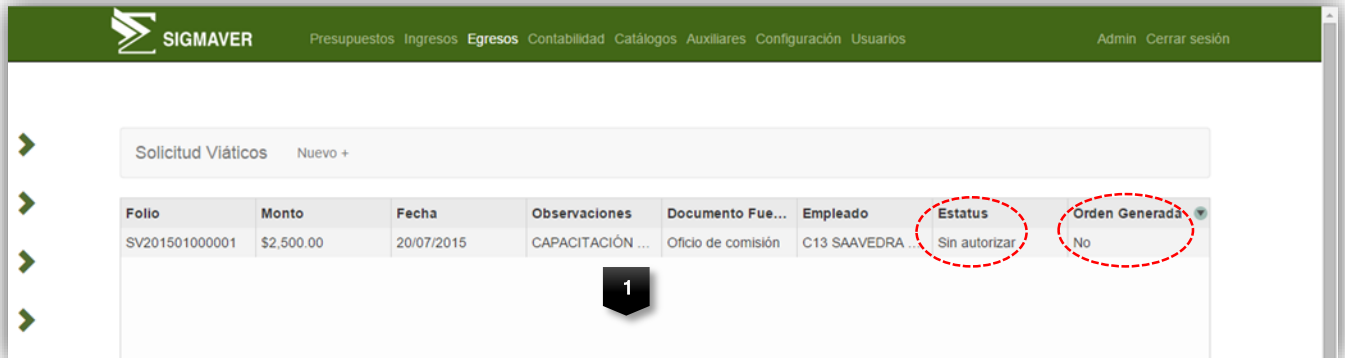 SIGMAVER Presupuestos Ingresos Egresos Contabilidad Catálogos Auxiliares Configuración Usuarios Admin Cerrar sesión
Solicitud Viáticos Nuevo +
Folio Monto Fecha Observaciones Documento Fue... Empleado Estatus Orden Generada
SV201501000001 $2,500.00 20/07/2015 CAPACITACIÓN ... Oficio de comisión C13 SAAVEDRA ... Sin autorizar No
1